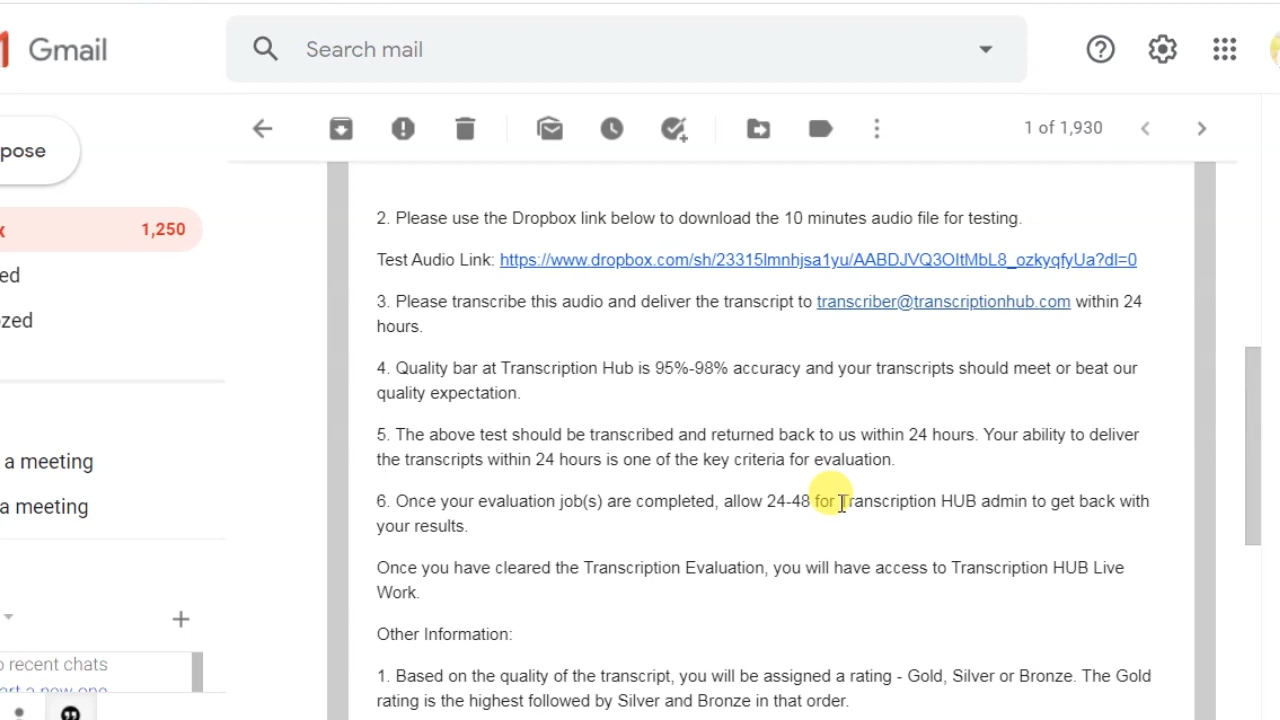 Gmail
Search mail
pose
1 of 1,930
1,250
ed
zed
a meeting
a meeting
o recent chats
art a new one
2. Please use the Dropbox link below to download the 10 minutes audio file for testing.
Test Audio Link: https://www.dropbox.com/sh/23315lmnhjsa1yu/AABDJVQ3OItMbL8_ozkyqfyUa?dl=0
3. Please transcribe this audio and deliver the transcript to transcriber@transcriptionhub.com within 24
hours.
4. Quality bar at Transcription Hub is 95%-98% accuracy and your transcripts should meet or beat our
quality expectation.
5. The above test should be transcribed and returned back to us within 24 hours. Your ability to deliver
the transcripts within 24 hours is one of the key criteria for evaluation.
6. Once your evaluation job(s) are completed, allow 24-48 for Transcription HUB admin to get back with
your results.
Once you have cleared the Transcription Evaluation, you will have access to Transcription HUB Live
Work.
Other Information:
1. Based on the quality of the transcript, you will be assigned a rating - Gold, Silver or Bronze. The Gold
rating is the highest followed by Silver and Bronze in that order.